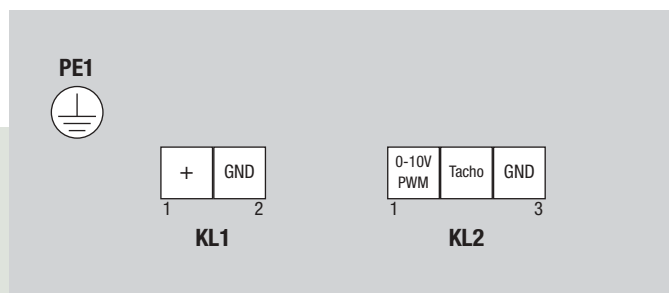 PE1
+ GND
1 2
KL1
0-10V
PWM Tacho GND
1 3
KL2